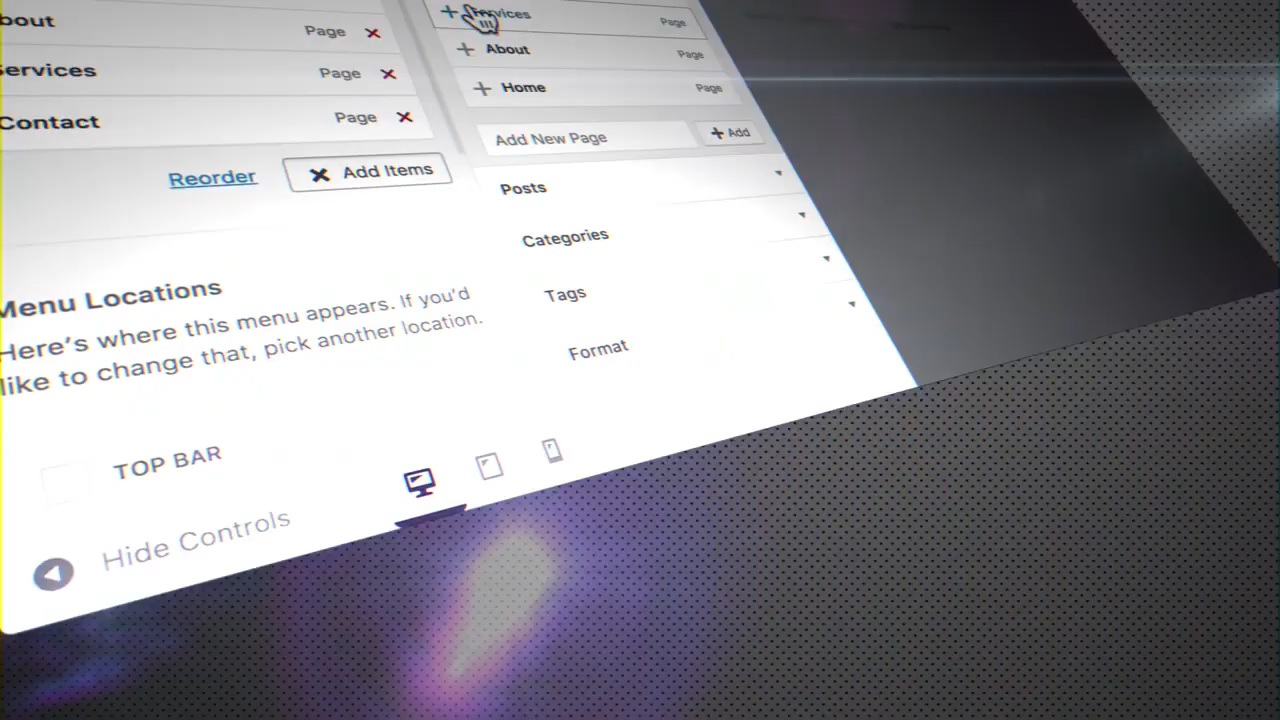 bout Page
ervices Page
Contact Page
Reorder Add Items
Menu Locations
Here's where this menu appears. If you'd
like to change that, pick another location.
TOP BAR
Hide Controls
Services Page
About Page
Home Page
Add New Page Add
Posts
Categories
Tags
Format